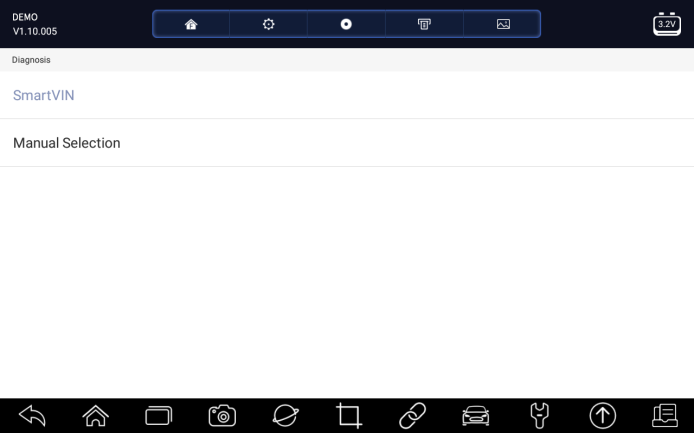 DEMO
V1.10.005
3.2V
Diagnosis
SmartVIN
Manual Selection